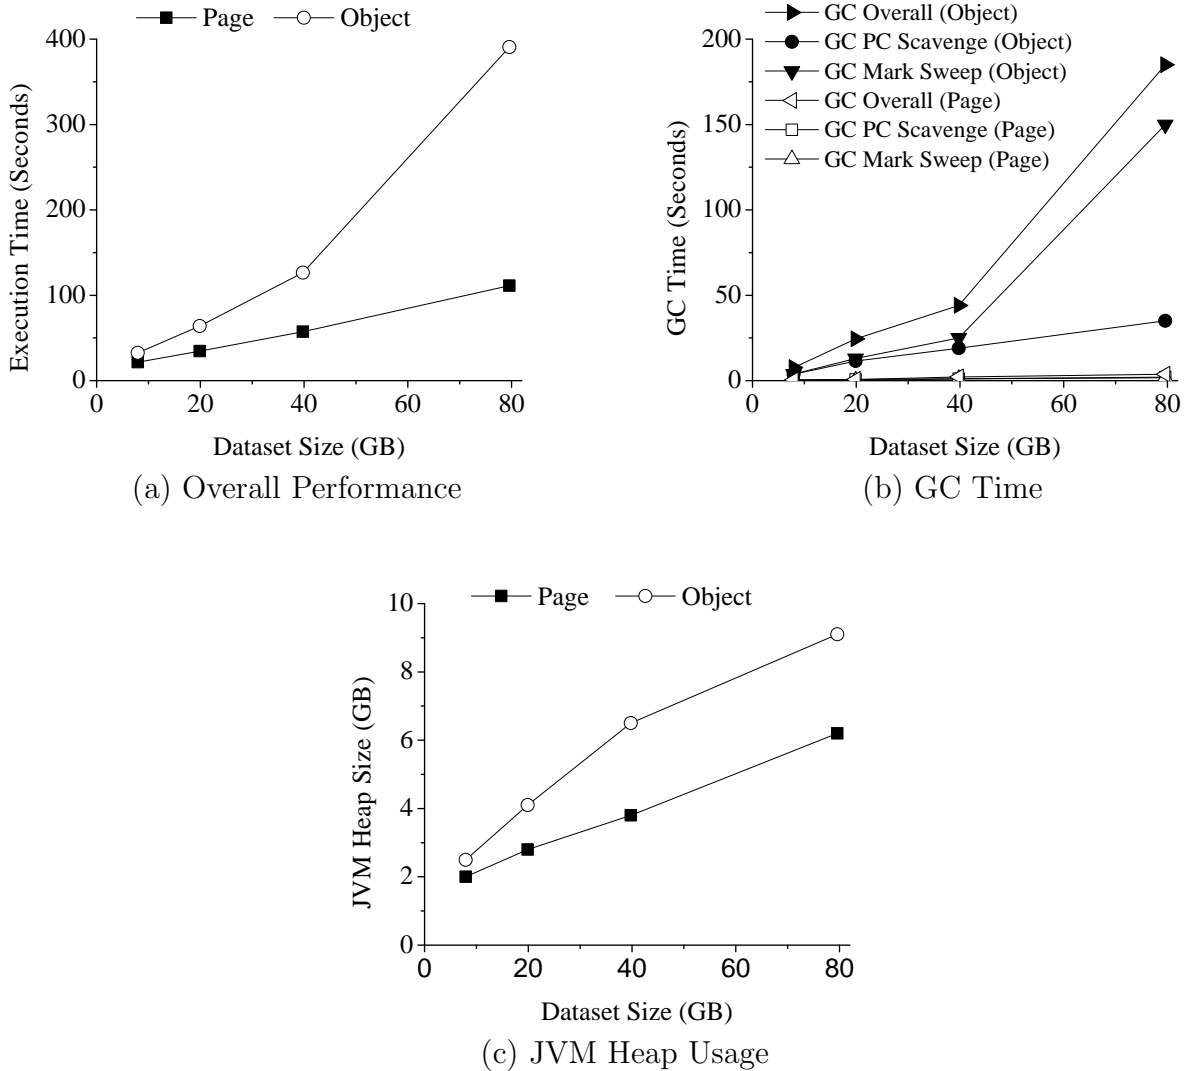 Page Object
400
300
200
100
0
0 20 40 60 80
Execution Time (Seconds)
Dataset Size (GB)
(a) Overall Performance
GC Overall (Object)
GC PC Scavenge (Object)
GC Mark Sweep (Object)
GC Overall (Page)
GC PC Scavenge (Page)
GC Mark Sweep (Page)
200
150
100
50
0
0 20 40 60 80
GC Time (Seconds)
Dataset Size (GB)
(b) GC Time
Page Object
10
8
6
4
2
0
0 20 40 60 80
JVM Heap Size (GB)
Dataset Size (GB)
(c) JVM Heap Usage